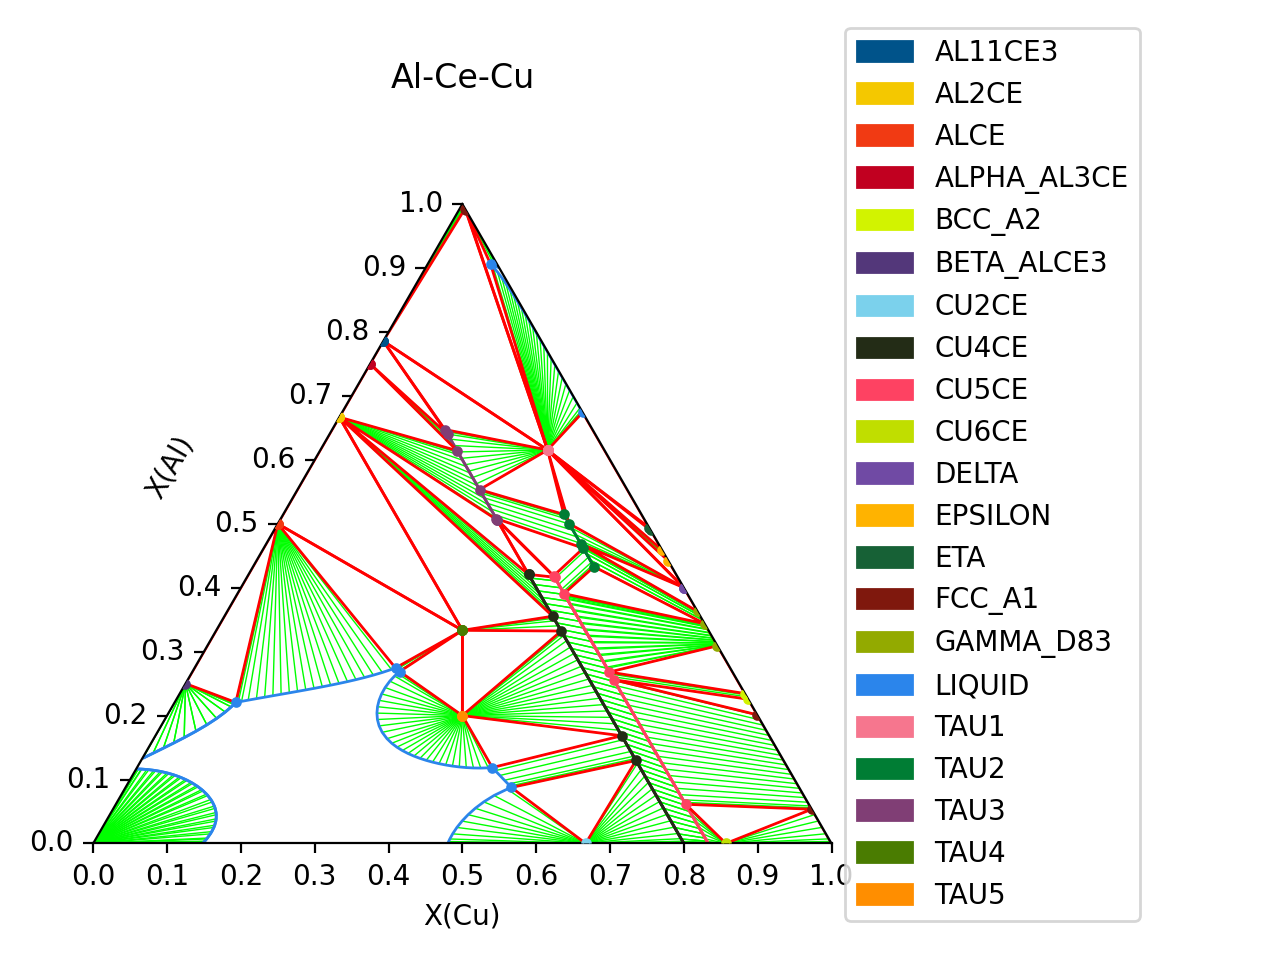 Al-Ce-Cu
1.0
0.9
0.8
0.7
0.6
0.5
0.4
0.3
0.2
0.1
0.0
X(Al)
0.0 0.1 0.2 0.3 0.4 0.5 0.6 0.7 0.8 0.9 1.0
X(Cu)
AL11CE3
AL2CE
ALCE
ALPHA_AL3CE
BCC_A2
BETA_ALCE3
CU2CE
CU4CE
CU5CE
CU6CE
DELTA
EPSILON
ETA
FCC_A1
GAMMA_D83
LIQUID
TAU1
TAU2
TAU3
TAU4
TAU5